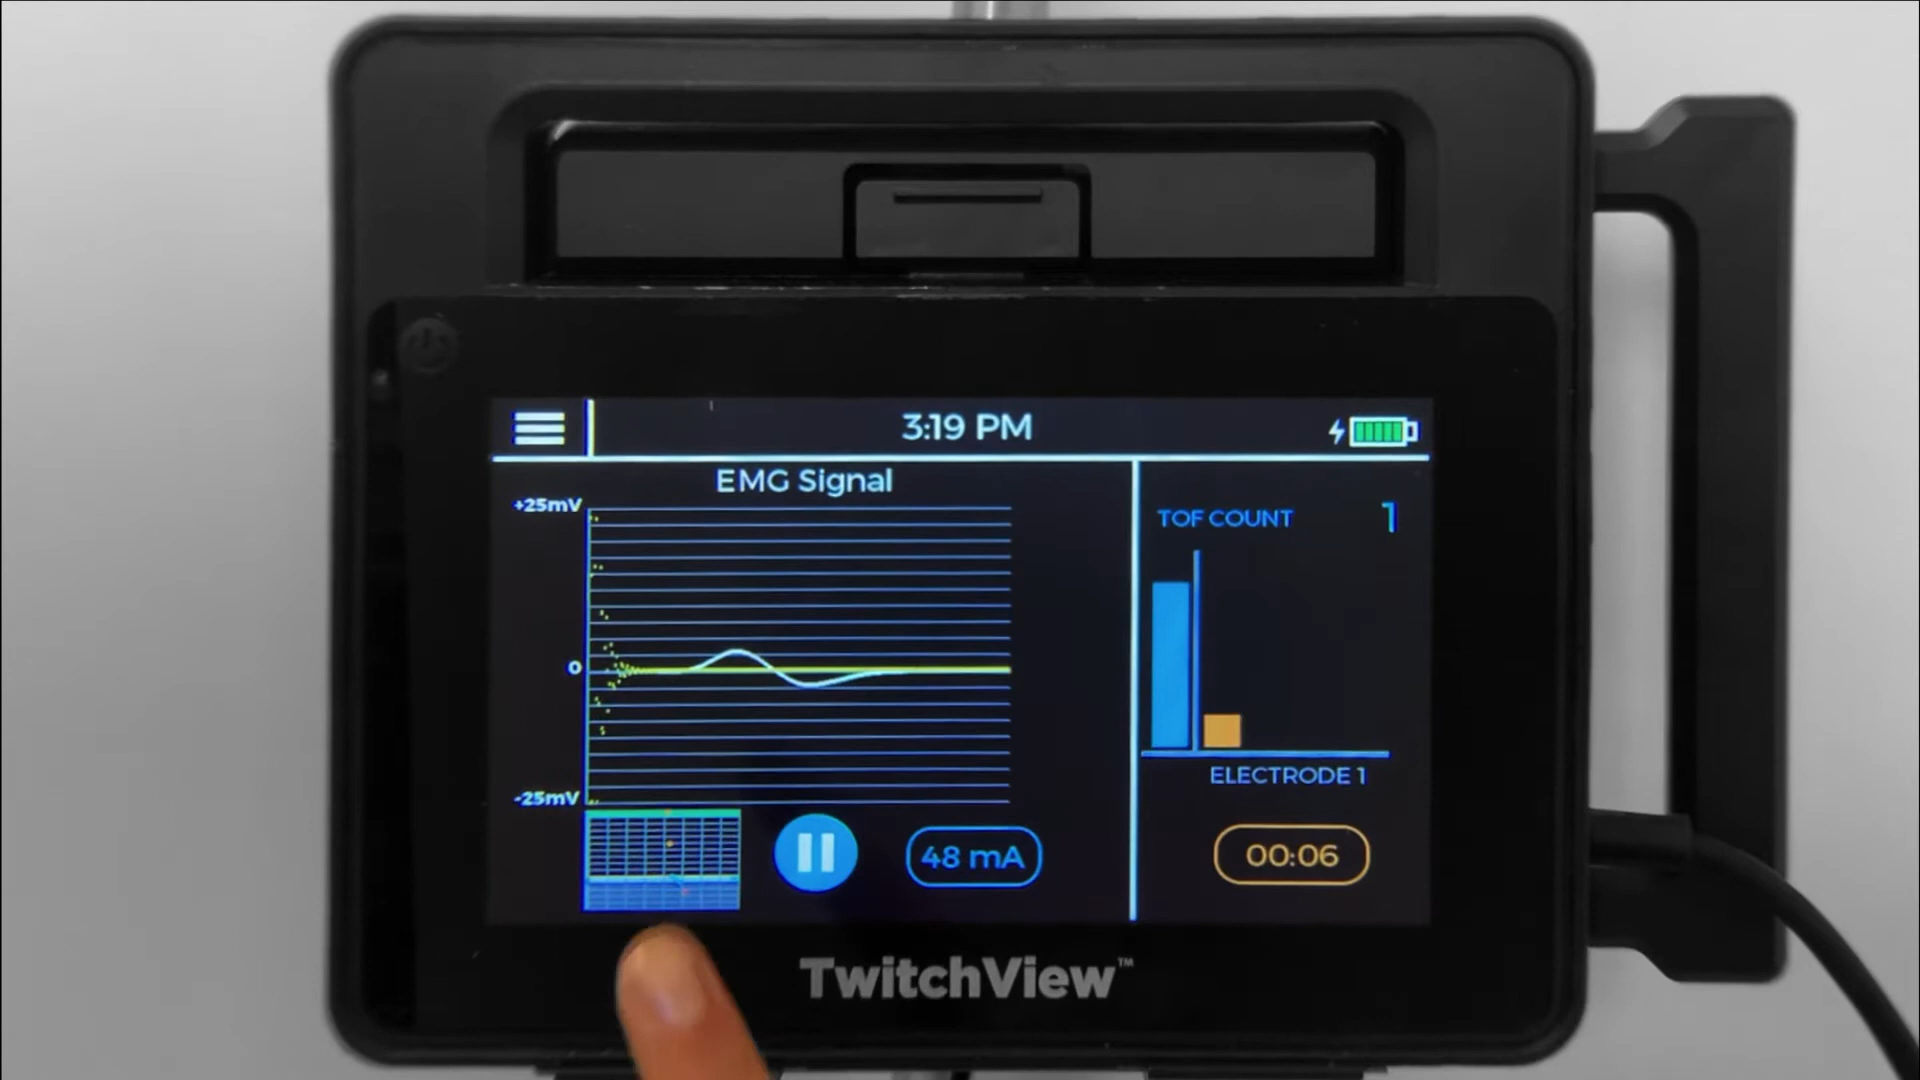 3:19 PM
EMG Signal
+25mV
0
-25mV
48 mA
TOF COUNT 1
ELECTRODE 1
00:06
TwitchView™